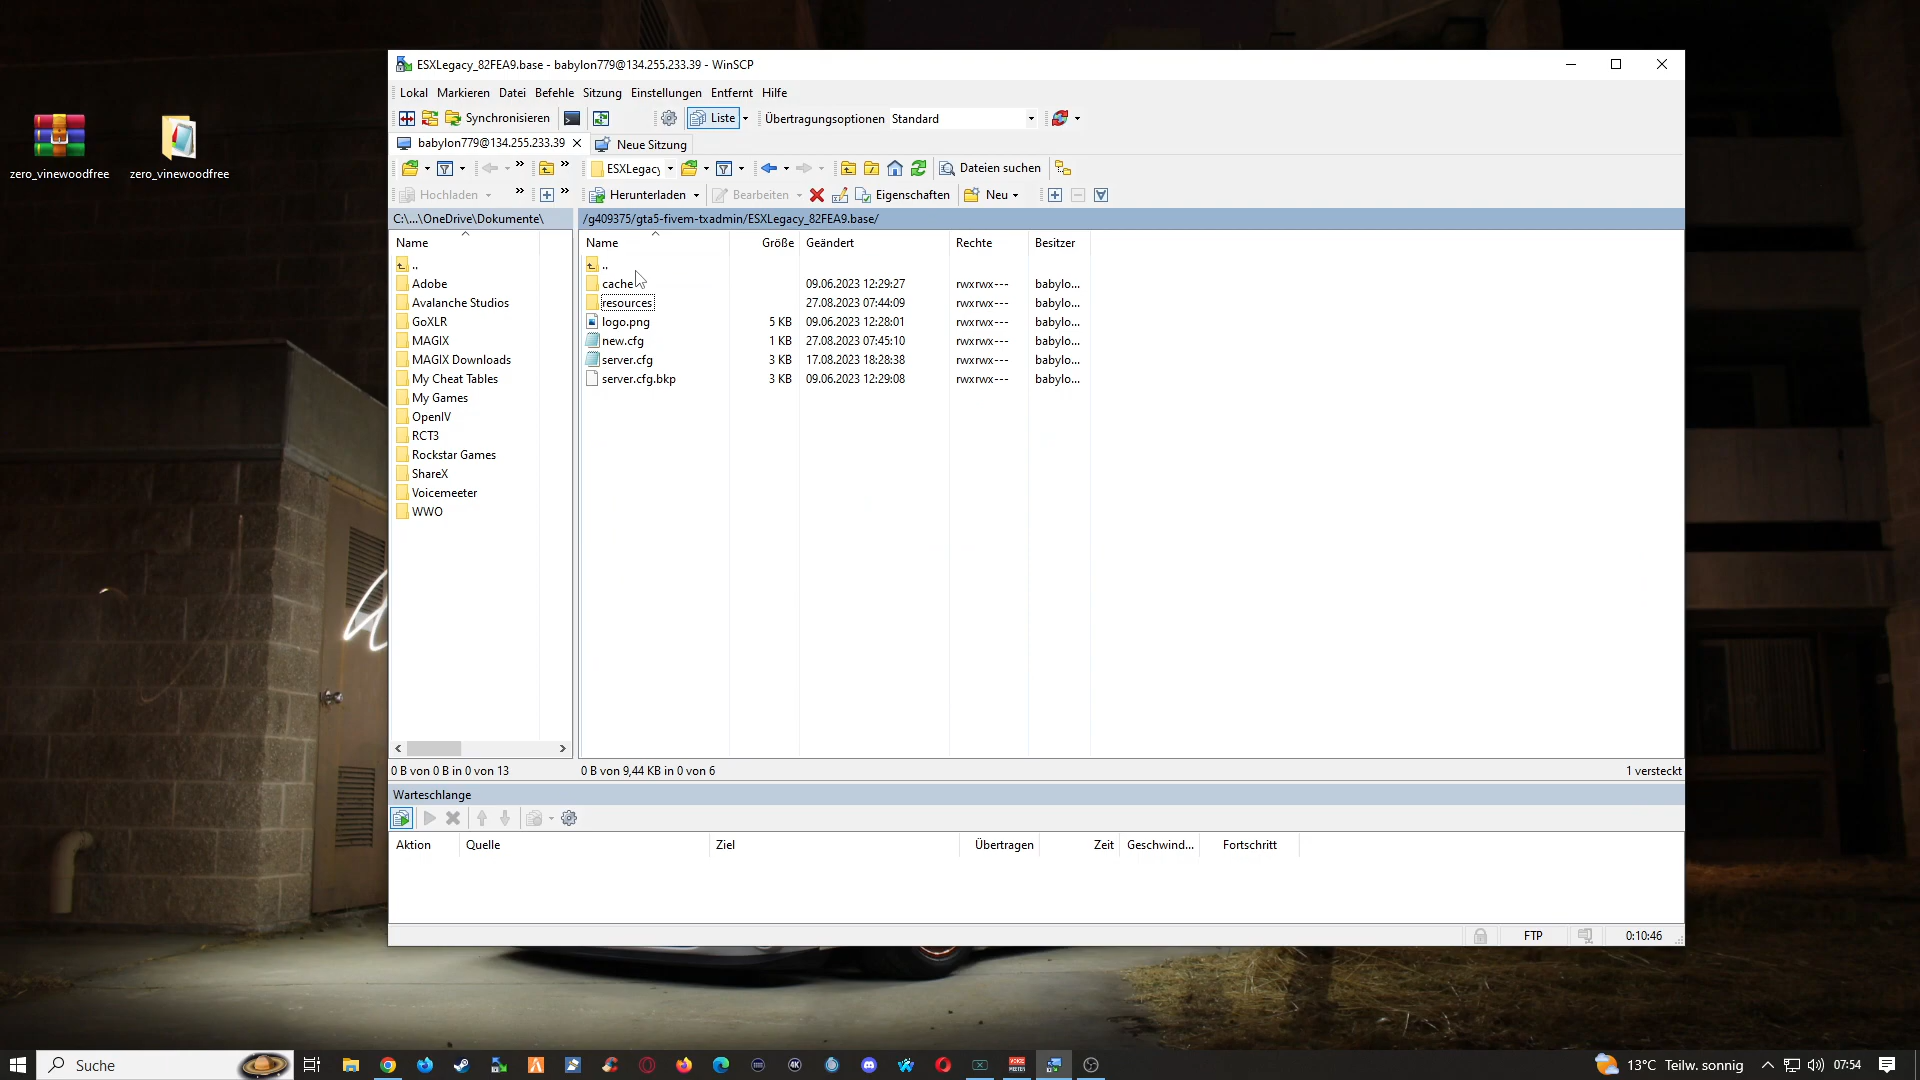 zero_vinewoodfree
zero_vinewoodfree
ESXLegacy_82FEA9.base - babylon779@134.255.233.39 - WinSCP
Lokal Markieren Datei Befehle Sitzung Einstellungen Entfernt Hilfe
Synchronisieren Liste Übertragungsoptionen Standard
babylon779@134.255.233.39 Neue Sitzung
ESXLegacy Dateien suchen
Hochladen Herunterladen Bearbeiten Eigenschaften Neu
C:\...\OneDrive\Dokumente\ /g409375/gta5-fivem-txadmin/ESXLegacy_82FEA9.base/
Name
..
Adobe
Avalanche Studios
GoXLR
MAGIX
MAGIX Downloads
My Cheat Tables
My Games
OpenIV
RCT3
Rockstar Games
ShareX
Voicemeeter
WWO
Name Größe Geändert Rechte Besitzer
..
cache 09.06.2023 12:29:27 rwxrwx--- babylo...
resources 27.08.2023 07:44:09 rwxrwx--- babylo...
logo.png 5 KB 09.06.2023 12:28:01 rwxrwx--- babylo...
new.cfg 1 KB 27.08.2023 07:45:10 rwxrwx--- babylo...
server.cfg 3 KB 17.08.2023 18:28:38 rwxrwx--- babylo...
server.cfg.bkp 3 KB 09.06.2023 12:29:08 rwxrwx--- babylo...
0 B von 0 B in 0 von 13 0 B von 9,44 KB in 0 von 6 1 versteckt
Warteschlange
Aktion Quelle Ziel Übertragen Zeit Geschwind... Fortschritt
FTP 0:10:46
Suche 4K VOICE MEETER 13°C Teilw. sonnig 07:54